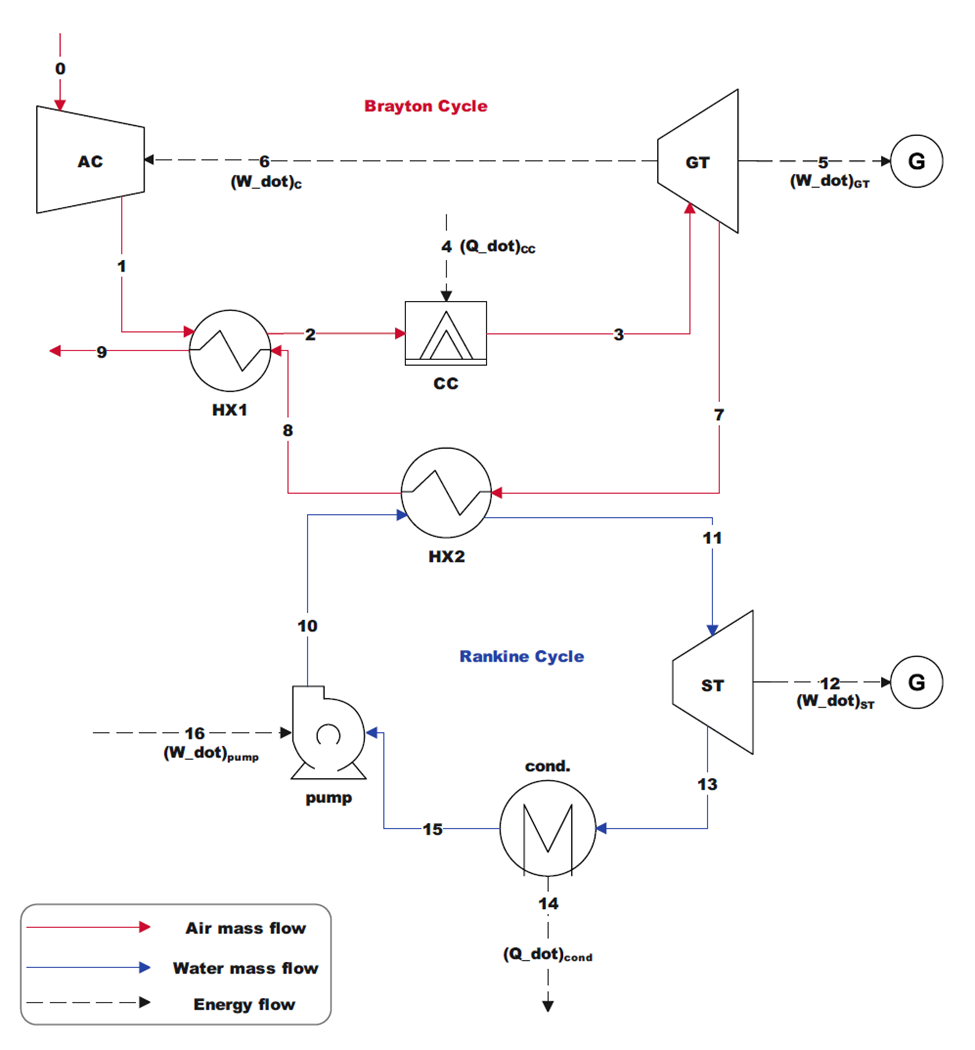 0
Brayton Cycle
AC
6
(W_dot)C
GT
5
(W_dot)GT
G
4 (Q_dot)CC
1
2
3
9
CC
HX1
8
7
HX2
11
10
Rankine Cycle
ST
12
(W_dot)ST
G
16
(W_dot)pump
pump
cond.
13
15
14
(Q_dot)cond
Air mass flow
Water mass flow
Energy flow